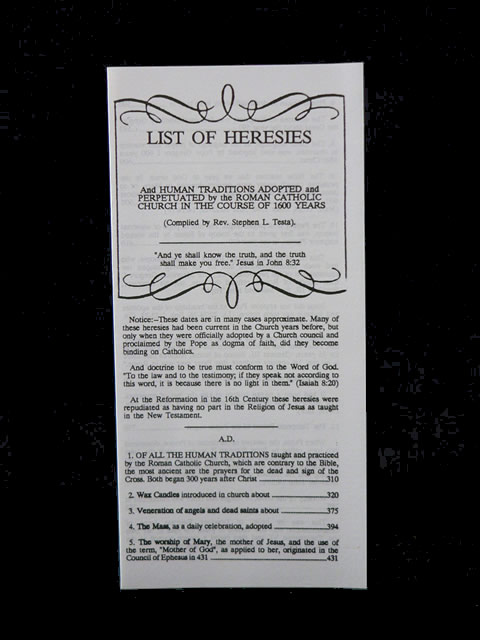 LIST OF HERESIES
And HUMAN TRADITIONS ADOPTED and
PERPETUATED by the ROMAN CATHOLIC
CHURCH IN THE COURSE OF 1600 YEARS
(Complied by Rev. Stephen L. Testa).
"And ye shall know the truth, and the truth
shall make you free." Jesus in John 8:32
Notice:–These dates are in many cases approximate. Many of
these heresies had been current in the Church years before, but
only when they were officially adopted by a Church council and
proclaimed by the Pope as dogma of faith, did they become
binding on Catholics.
And doctrine to be true must conform to the Word of God.
"To the law and to the testimony; if they speak not according to
this word, it is because there is no light in them." (Isaiah 8:20)
At the Reformation in the 16th Century these heresies were
repudiated as having no part in the Religion of Jesus as taught
in the New Testament.
A.D.
1. OF ALL THE HUMAN TRADITIONS taught and practiced
by the Roman Catholic Church, which are contrary to the Bible,
the most ancient are the prayers for the dead and sign of the
Cross. Both began 300 years after Christ ____310
2. Wax Candles introduced in church about ____320
3. Veneration of angels and dead saints about ____375
4. The Mass, as a daily celebration, adopted ____394
5. The worship of Mary, the mother of Jesus, and the use of
the term, "Mother of God", as applied to her, originated in the
Council of Ephesus in 431 ____431